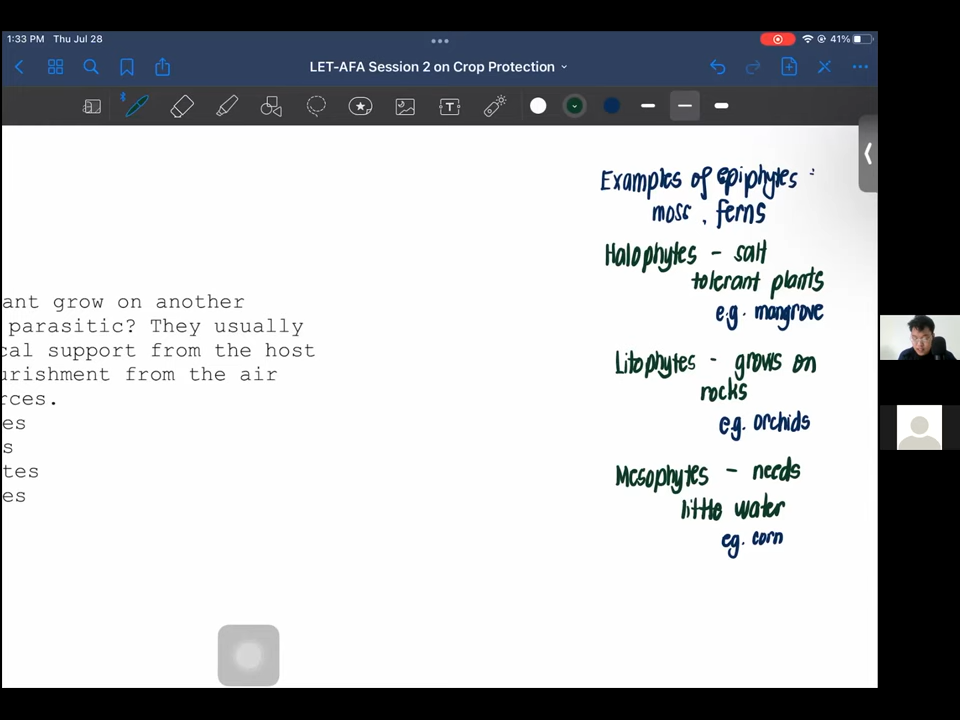 1:33 PM Thu Jul 28
41%
LET-AFA Session 2 on Crop Protection
T
Examples of epiphytes :
moss, ferns
Halophytes - salt
tolerant plants
e.g. mangrove
ant grow on another
parasitic? They usually
cal support from the host
urishment from the air
rces.
es
s
tes
es
Litophytes - grows on
rocks
e.g. orchids
Mesophytes - needs
little water
eg. corn